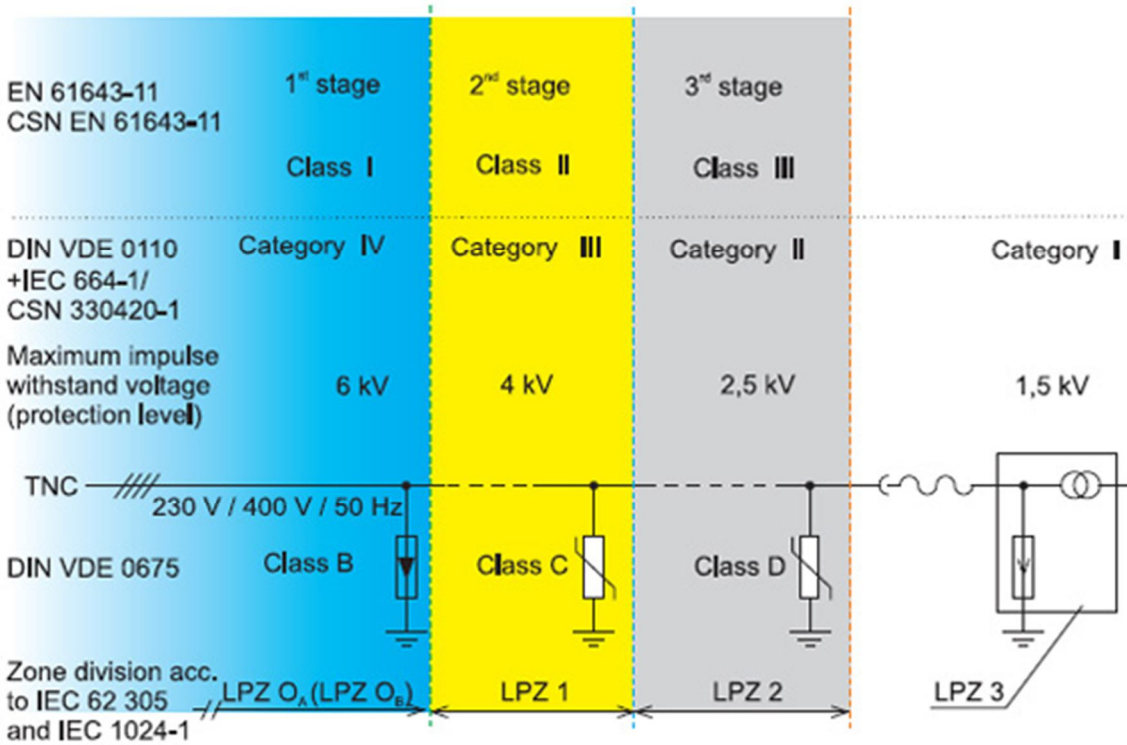 EN 61643-11
CSN EN 61643-11
1st stage
2nd stage
3rd stage
Class I
Class II
Class III
DIN VDE 0110
+IEC 664-1/
CSN 330420-1
Category IV
Category III
Category II
Category I
Maximum impulse
withstand voltage
(protection level)
6 kV
4 kV
2,5 kV
1,5 kV
TNC
230 V / 400 V / 50 Hz
DIN VDE 0675
Class B
Class C
Class D
Zone division acc.
to IEC 62 305
and IEC 1024-1
LPZ OA (LPZ OB)
LPZ 1
LPZ 2
LPZ 3